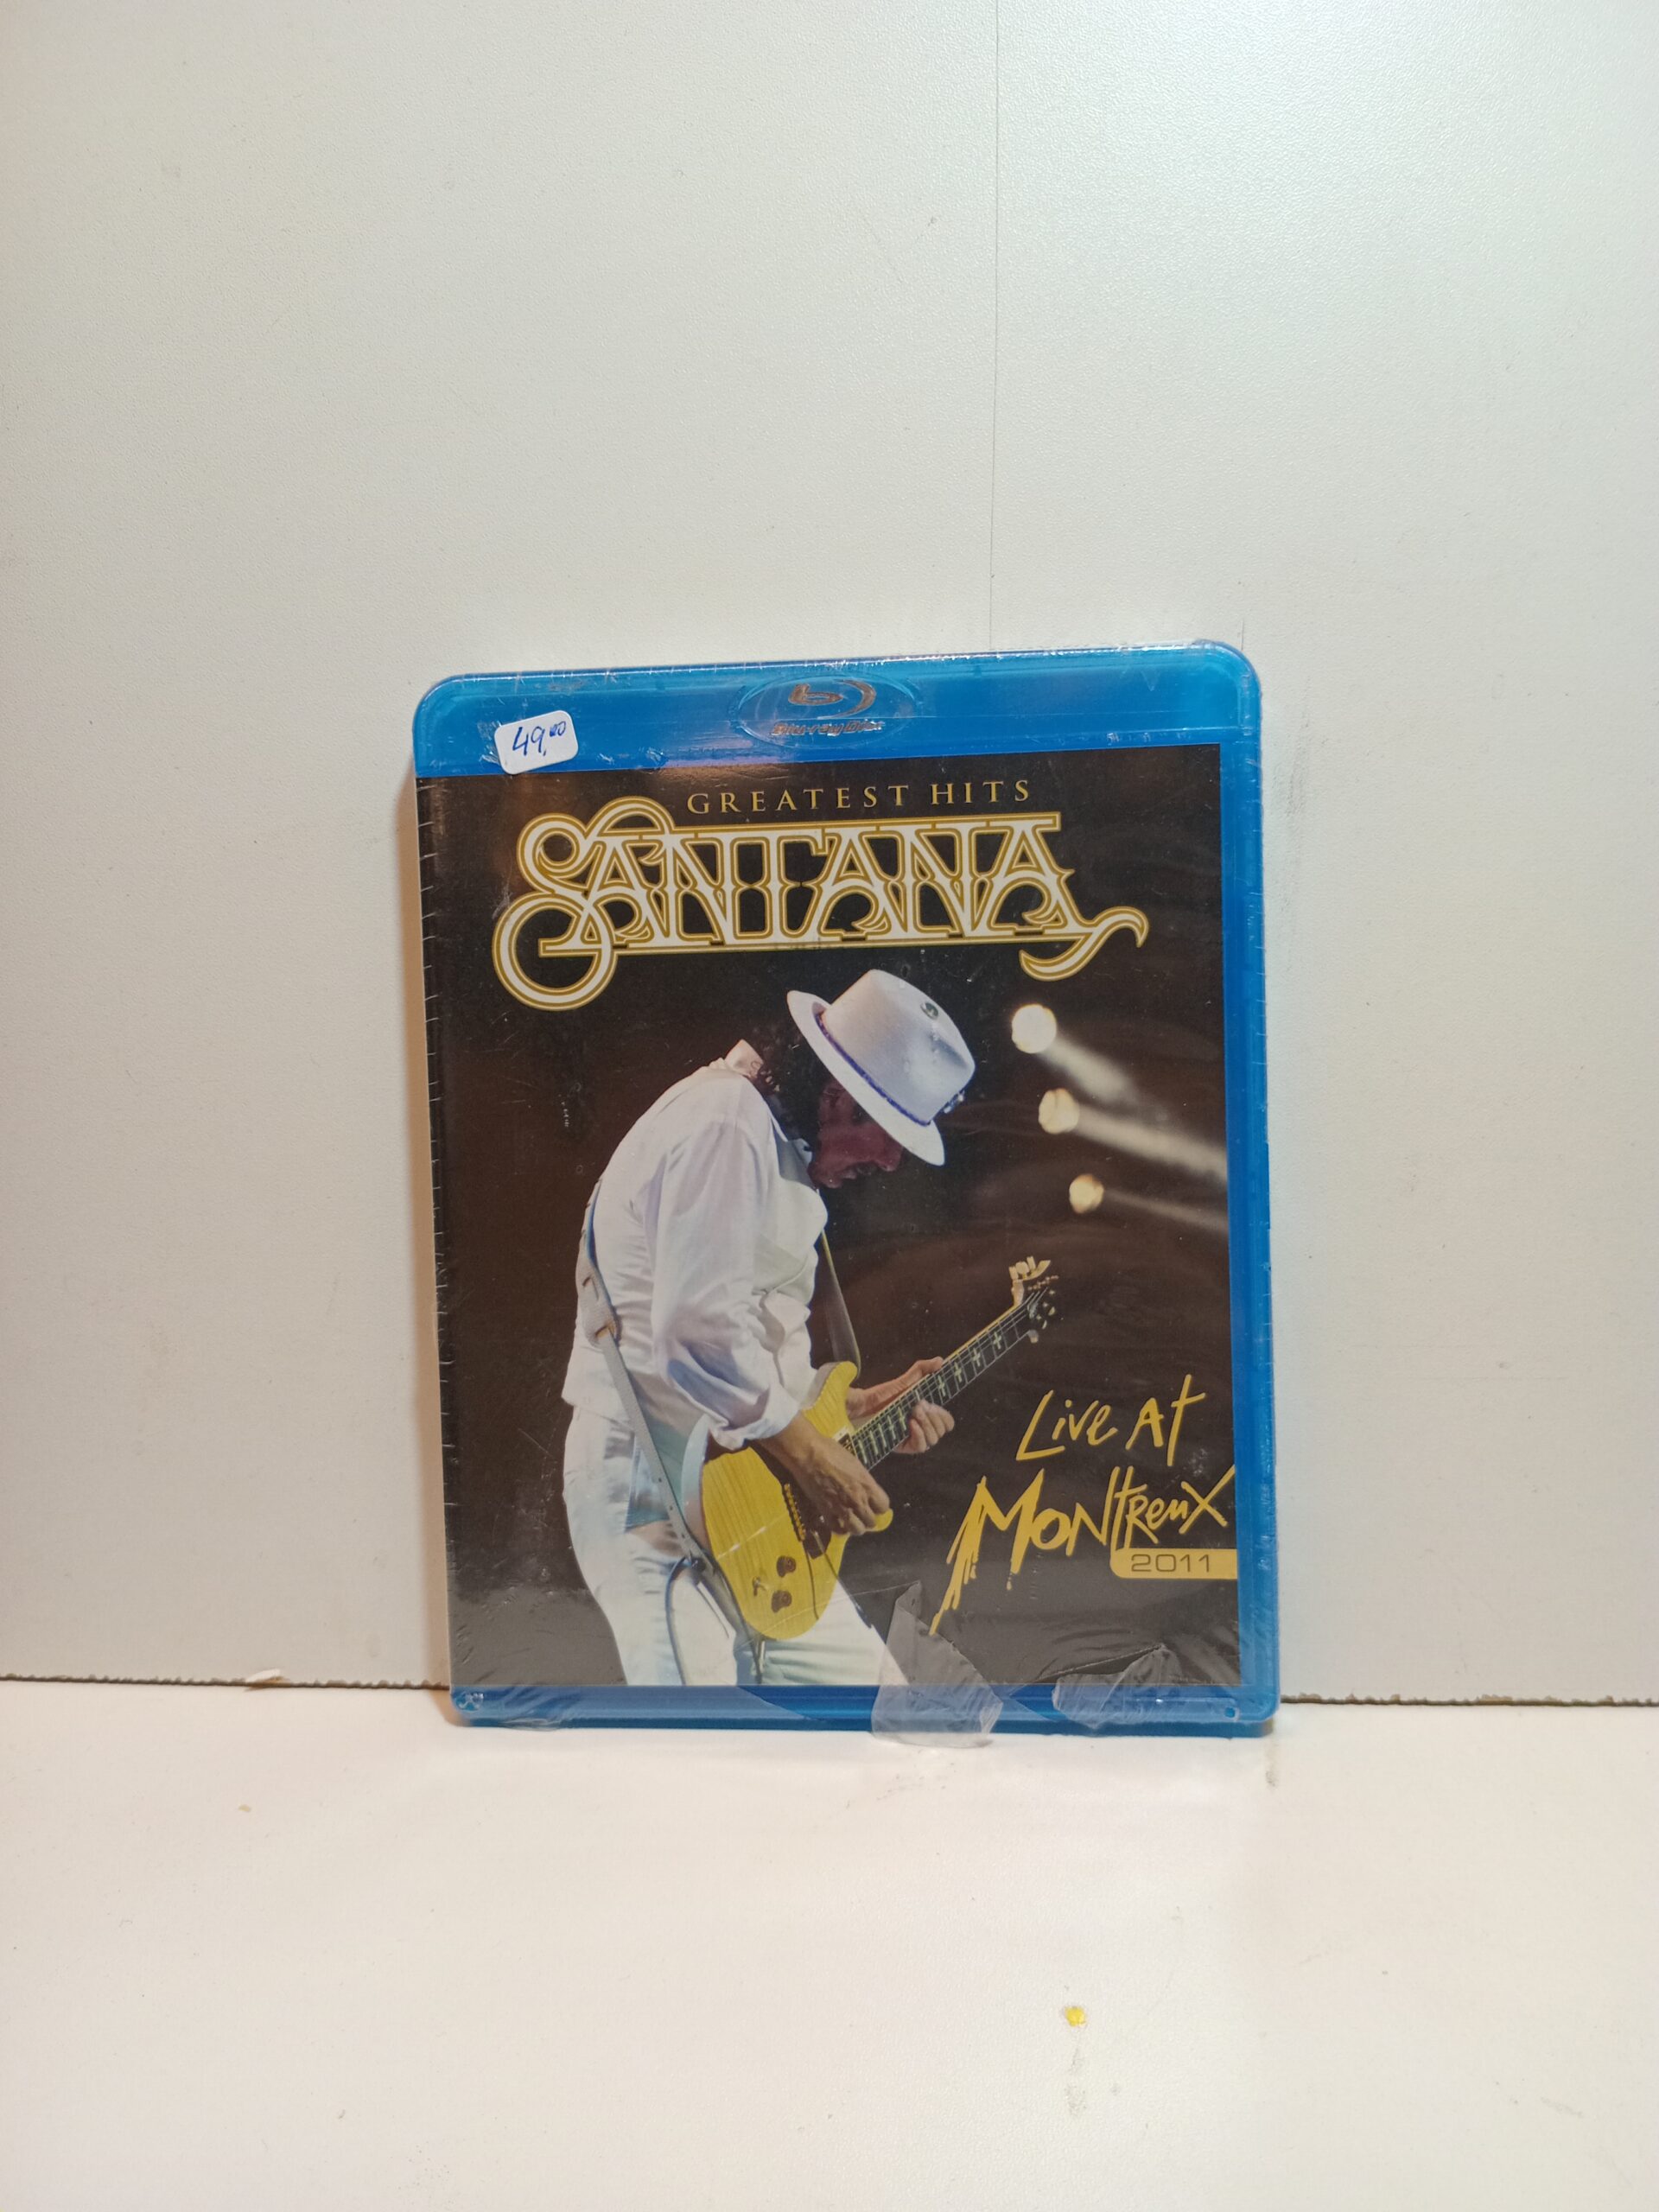 Blu-ray Disc
49,00
GREATEST HITS
SANTANA
Live At
Montreux
2011